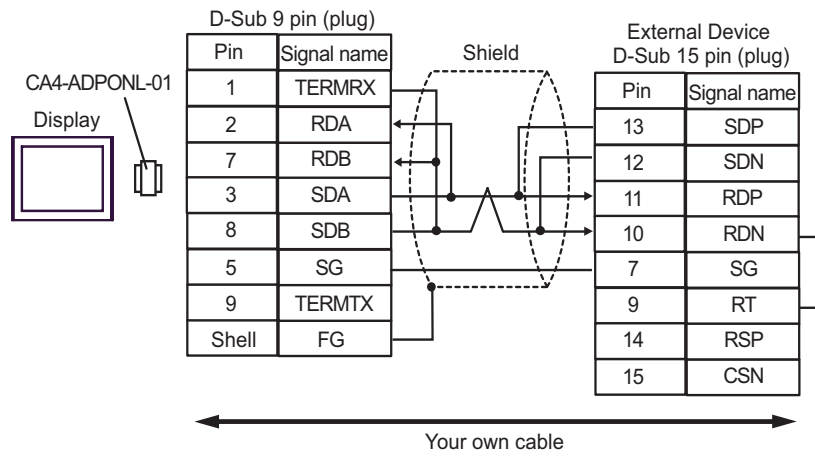 D-Sub 9 pin (plug)
Pin Signal name
1 TERMRX
2 RDA
7 RDB
3 SDA
8 SDB
5 SG
9 TERMTX
Shell FG
CA4-ADPONL-01
Display
Shield
External Device
D-Sub 15 pin (plug)
Pin Signal name
13 SDP
12 SDN
11 RDP
10 RDN
7 SG
9 RT
14 RSP
15 CSN
Your own cable